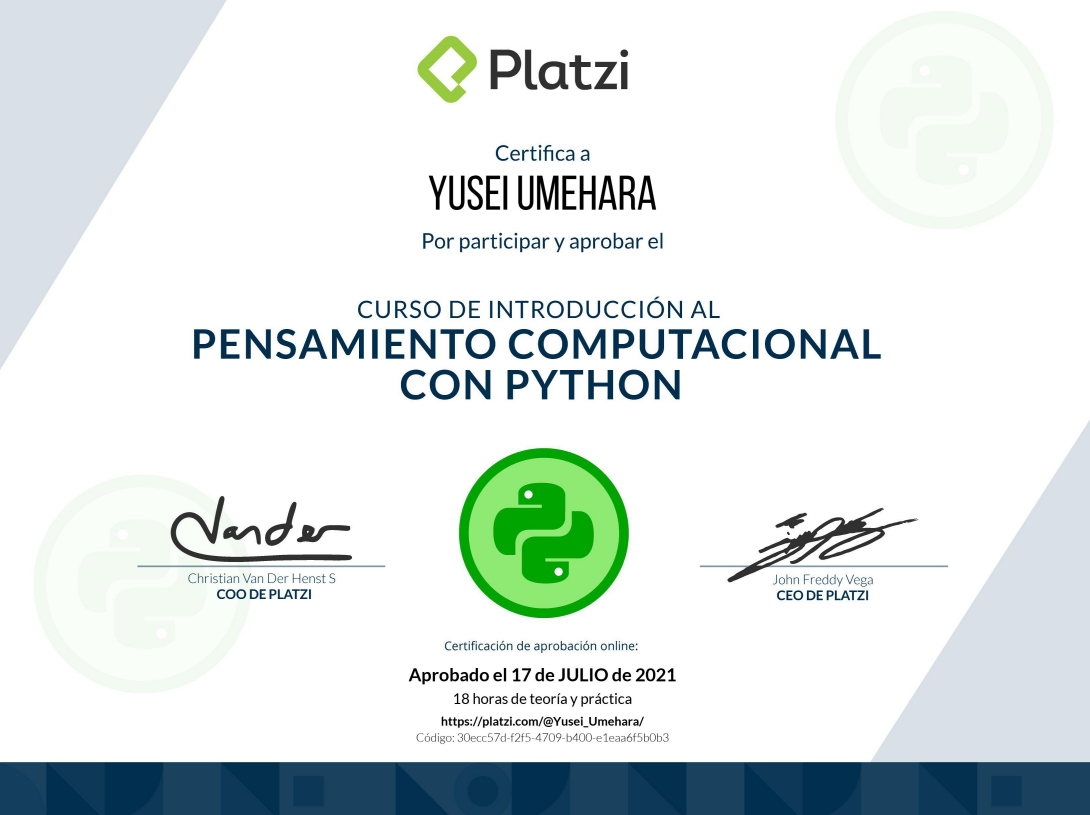 Platzi
Certifica a
YUSEI UMEHARA
Por participar y aprobar el
CURSO DE INTRODUCCIÓN AL
PENSAMIENTO COMPUTACIONAL
CON PYTHON
Vander
Christian Van Der Henst S
COO DE PLATZI
John Freddy Vega
CEO DE PLATZI
Certificación de aprobación online:
Aprobado el 17 de JULIO de 2021
18 horas de teoría y práctica
https://platzi.com/@Yusei_Umehara/
Código: 30ecc57d-f2f5-4709-b400-e1eaa6f5b0b3